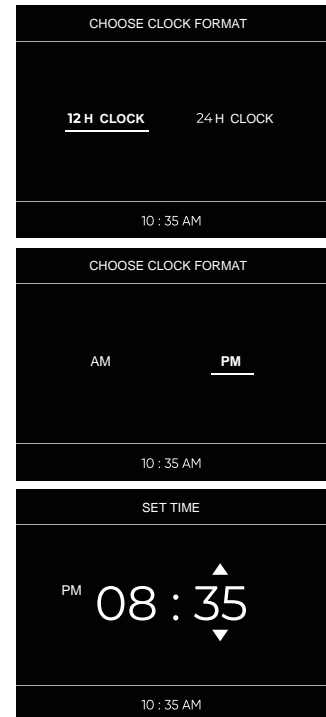 CHOOSE CLOCK FORMAT
12 H CLOCK 24 H CLOCK
10 : 35 AM
CHOOSE CLOCK FORMAT
AM PM
10 : 35 AM
SET TIME
PM 08 : 35
10 : 35 AM